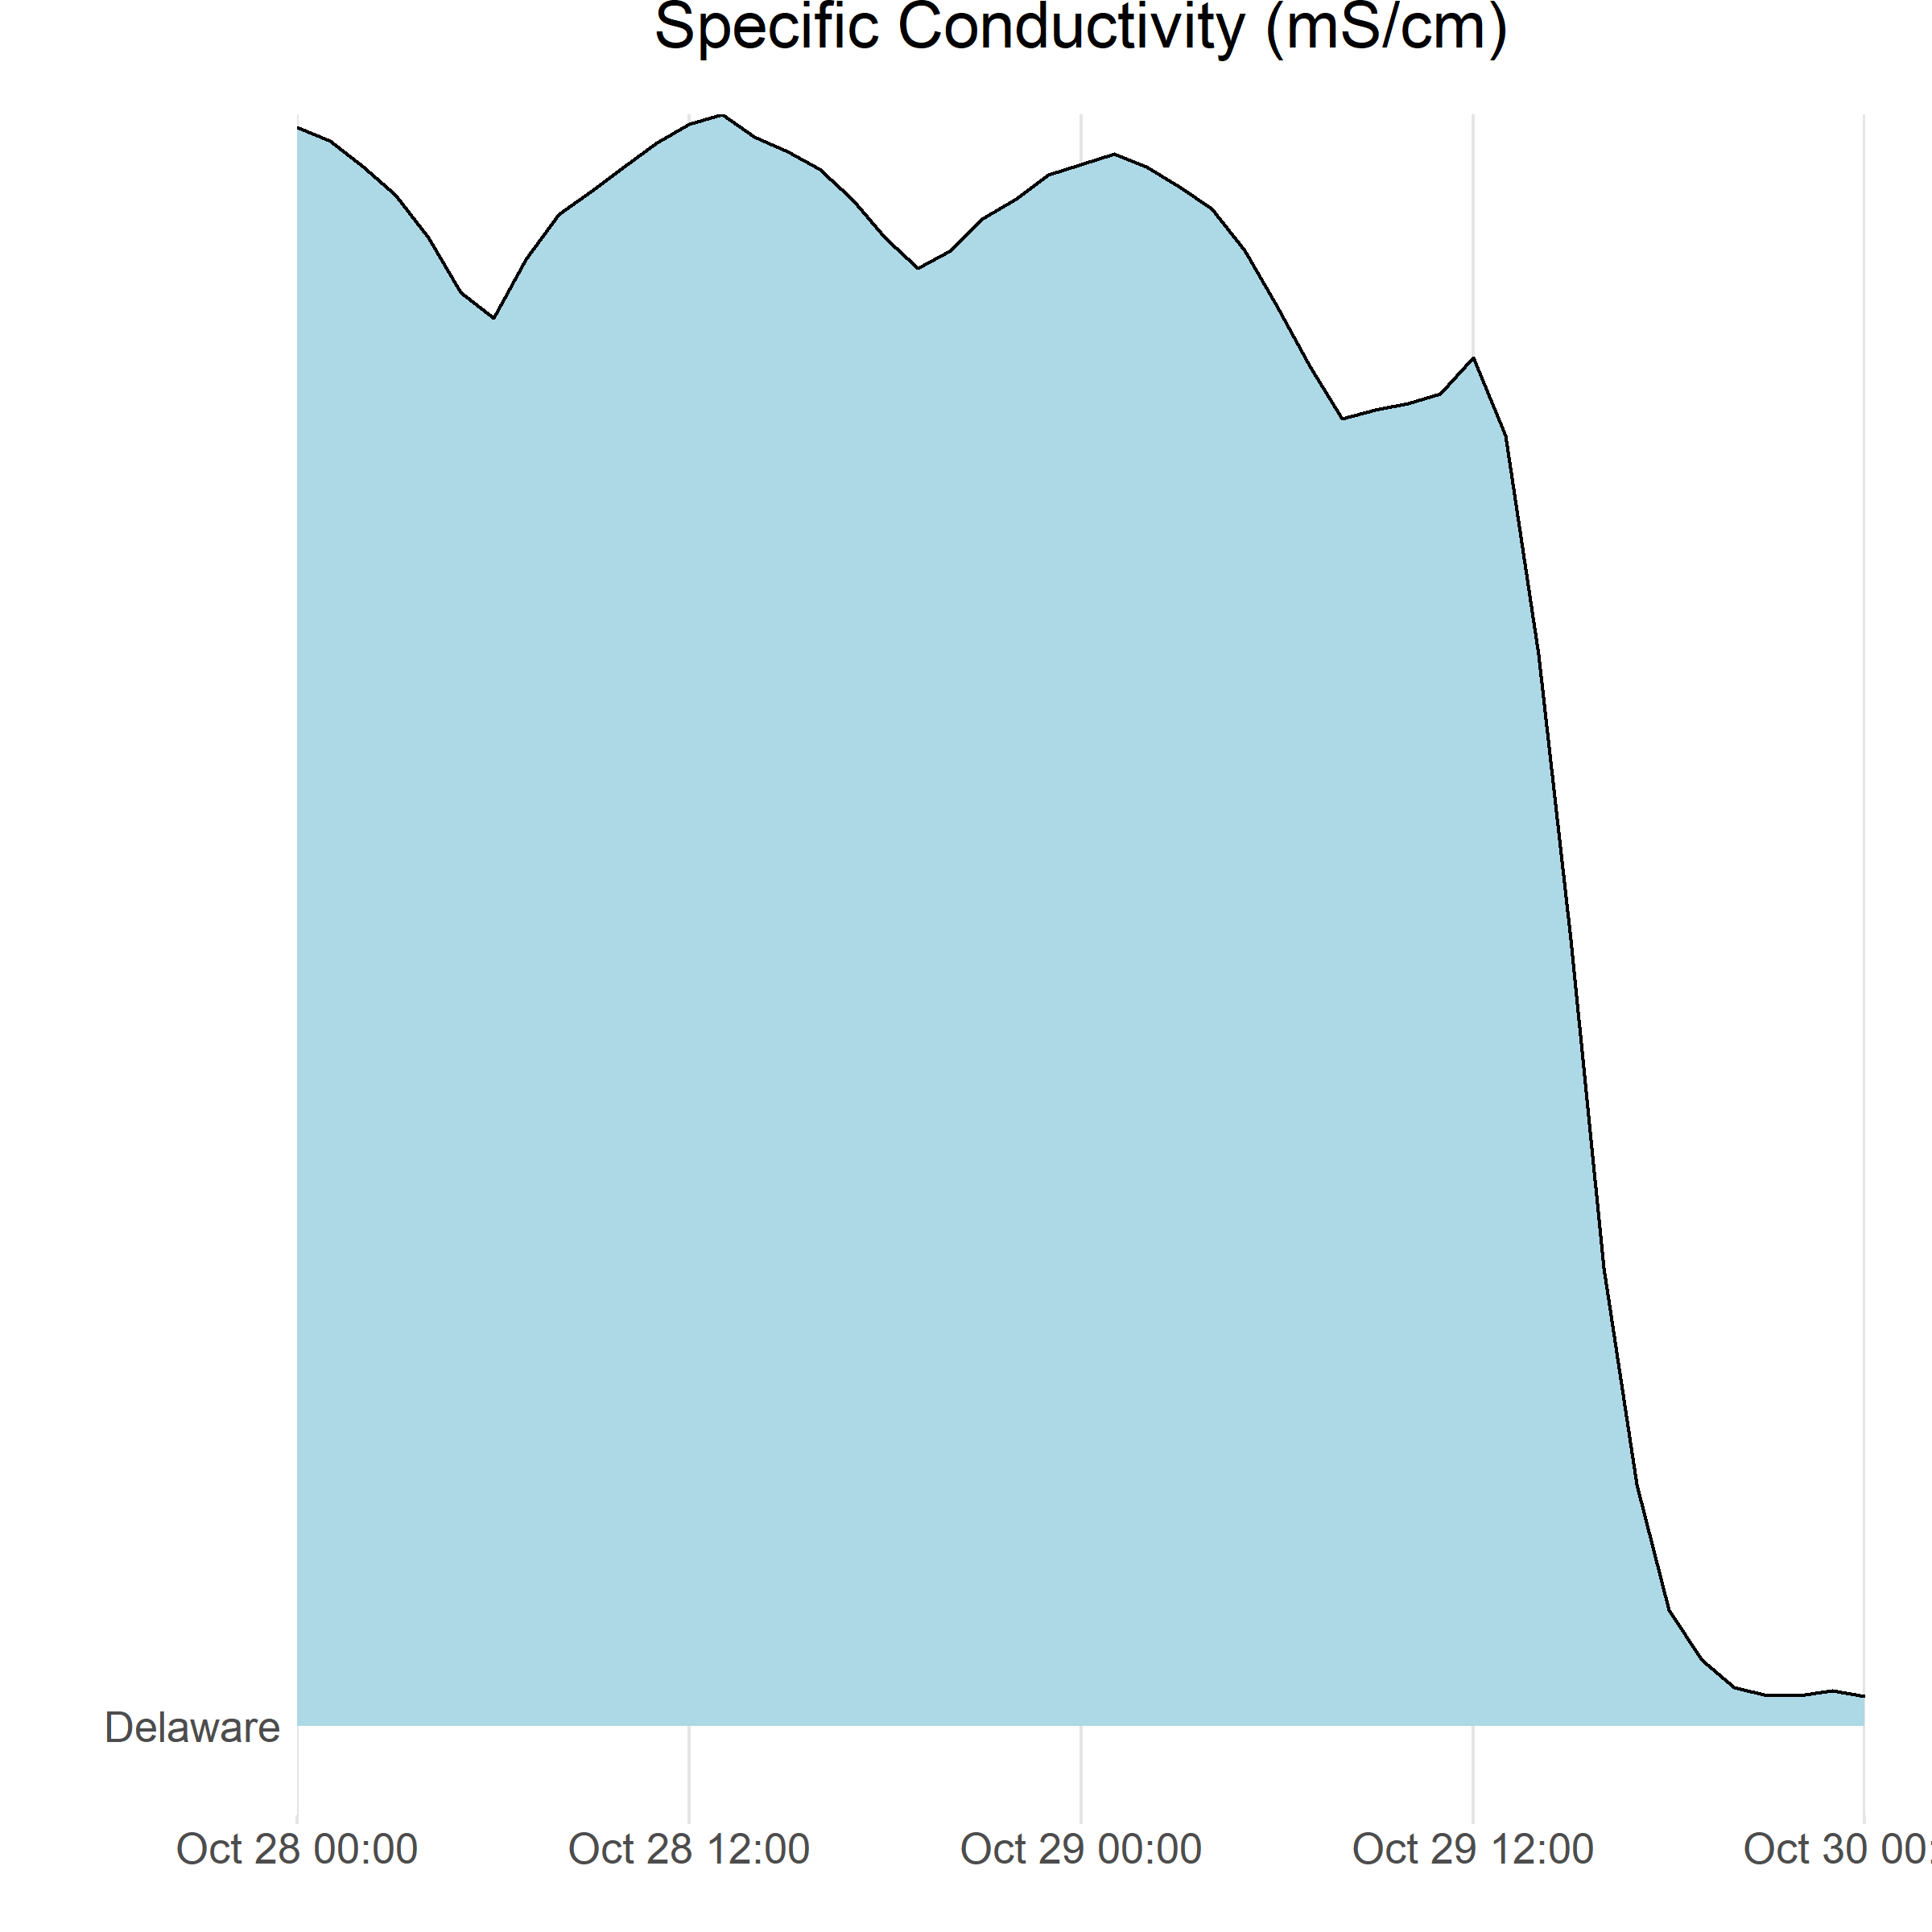 Specific Conductivity (mS/cm)
Delaware
Oct 28 00:00
Oct 28 12:00
Oct 29 00:00
Oct 29 12:00
Oct 30 00: